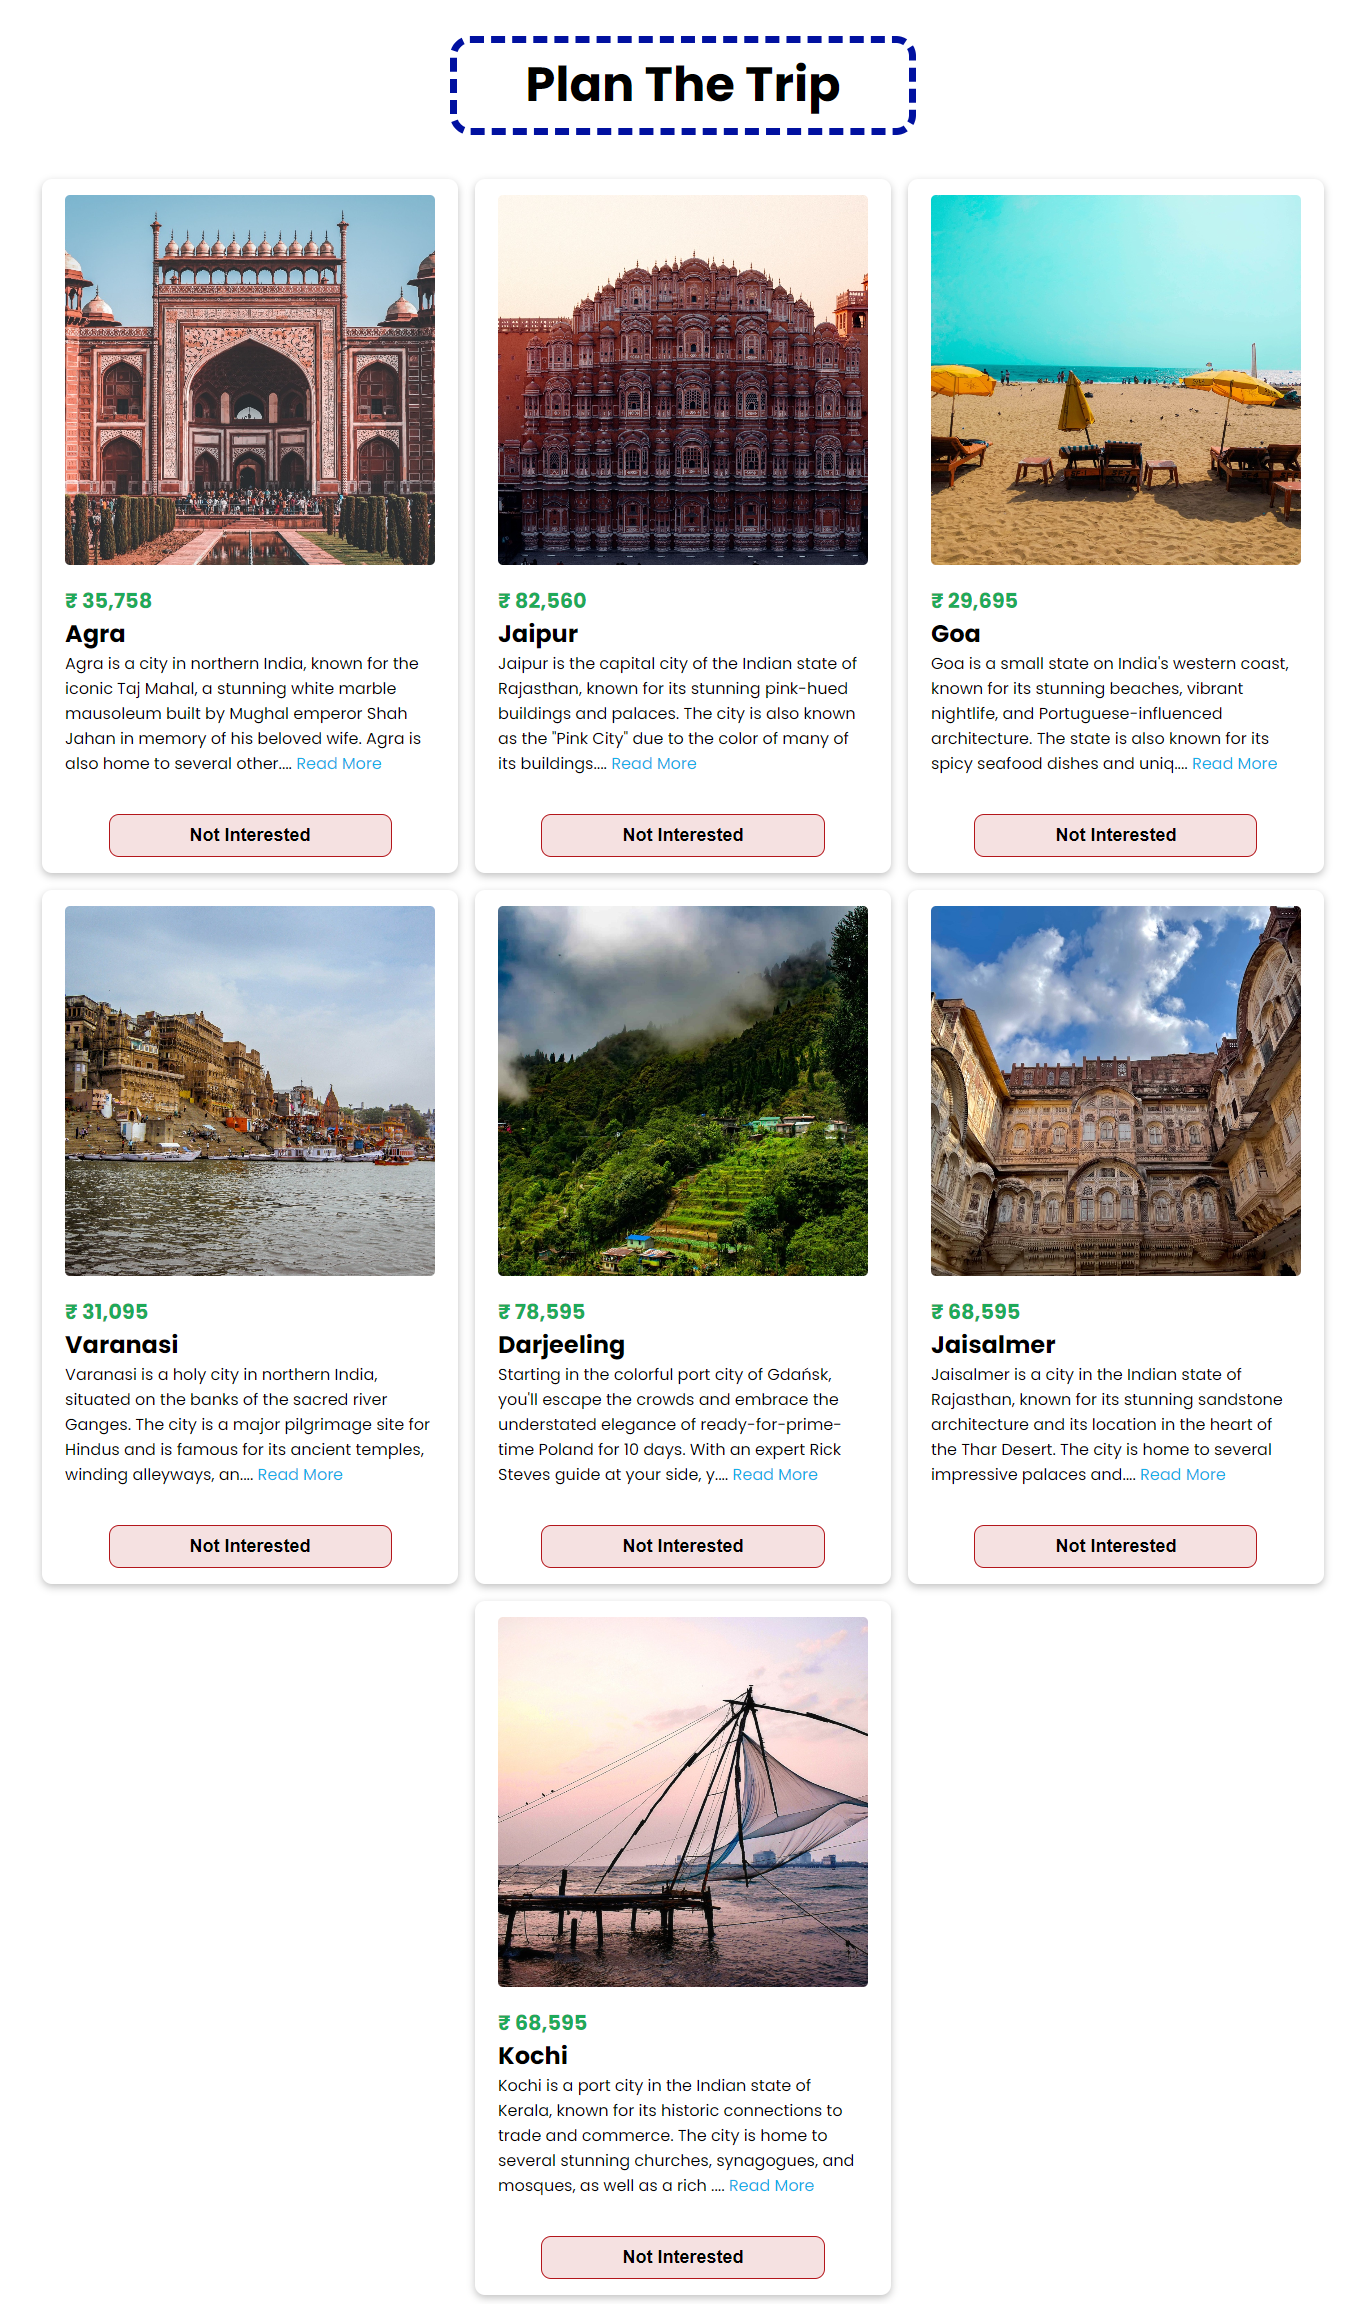 Plan The Trip
₹ 35,758
Agra
Agra is a city in northern India, known for the
iconic Taj Mahal, a stunning white marble
mausoleum built by Mughal emperor Shah
Jahan in memory of his beloved wife. Agra is
also home to several other.... Read More
Not Interested
₹ 82,560
Jaipur
Jaipur is the capital city of the Indian state of
Rajasthan, known for its stunning pink-hued
buildings and palaces. The city is also known
as the "Pink City" due to the color of many of
its buildings.... Read More
Not Interested
₹ 29,695
Goa
Goa is a small state on India's western coast,
known for its stunning beaches, vibrant
nightlife, and Portuguese-influenced
architecture. The state is also known for its
spicy seafood dishes and uniq.... Read More
Not Interested
₹ 31,095
Varanasi
Varanasi is a holy city in northern India,
situated on the banks of the sacred river
Ganges. The city is a major pilgrimage site for
Hindus and is famous for its ancient temples,
winding alleyways, an.... Read More
Not Interested
₹ 78,595
Darjeeling
Starting in the colorful port city of Gdańsk,
you'll escape the crowds and embrace the
understated elegance of ready-for-prime-
time Poland for 10 days. With an expert Rick
Steves guide at your side, y.... Read More
Not Interested
₹ 68,595
Jaisalmer
Jaisalmer is a city in the Indian state of
Rajasthan, known for its stunning sandstone
architecture and its location in the heart of
the Thar Desert. The city is home to several
impressive palaces and.... Read More
Not Interested
₹ 68,595
Kochi
Kochi is a port city in the Indian state of
Kerala, known for its historic connections to
trade and commerce. The city is home to
several stunning churches, synagogues, and
mosques, as well as a rich .... Read More
Not Interested